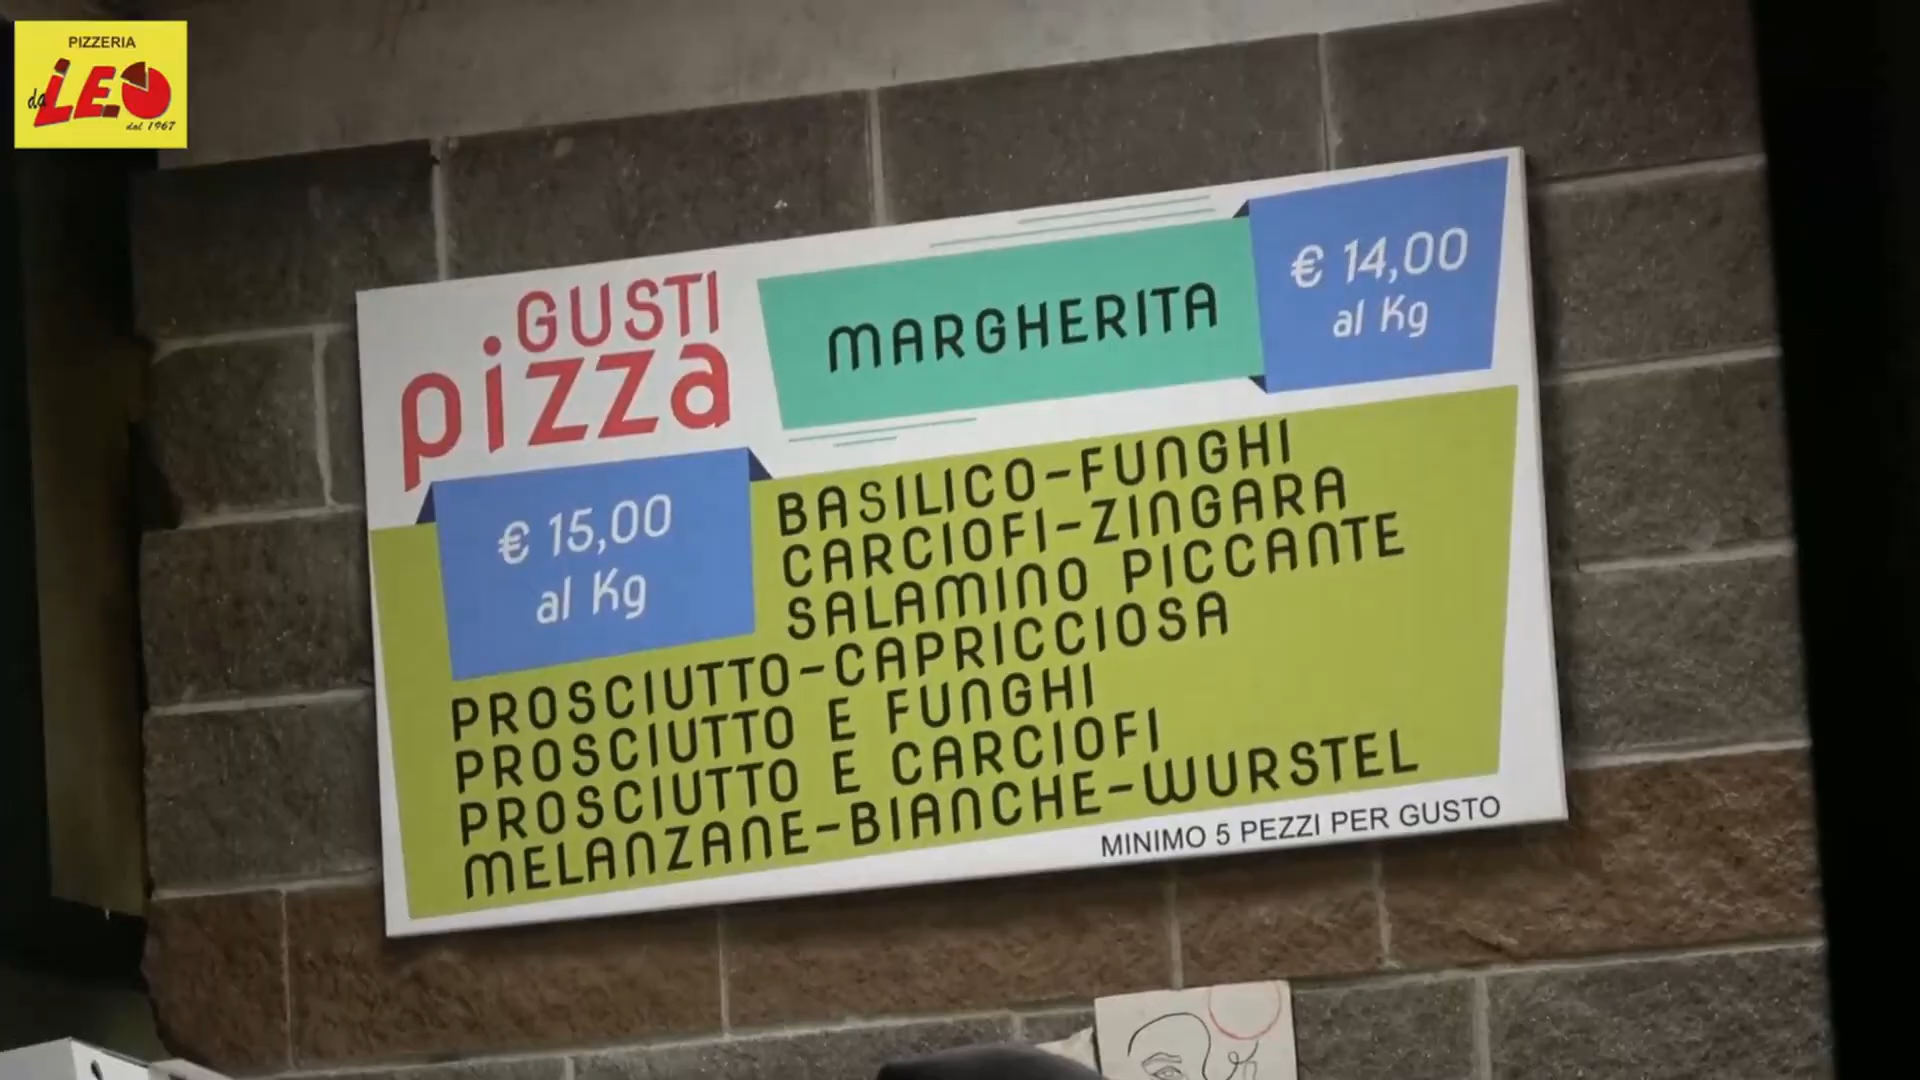 PIZZERIA
da LEO
dal 1967
GUSTI
pizza
MARGHERITA
€ 14,00
al Kg
€ 15,00
al Kg
BASILICO-FUNGHI
CARCIOFI-ZINGARA
SALAMINO PICCANTE
PROSCIUTTO-CAPRICCIOSA
PROSCIUTTO E FUNGHI
PROSCIUTTO E CARCIOFI
MELANZANE-BIANCHE-WURSTEL
MINIMO 5 PEZZI PER GUSTO